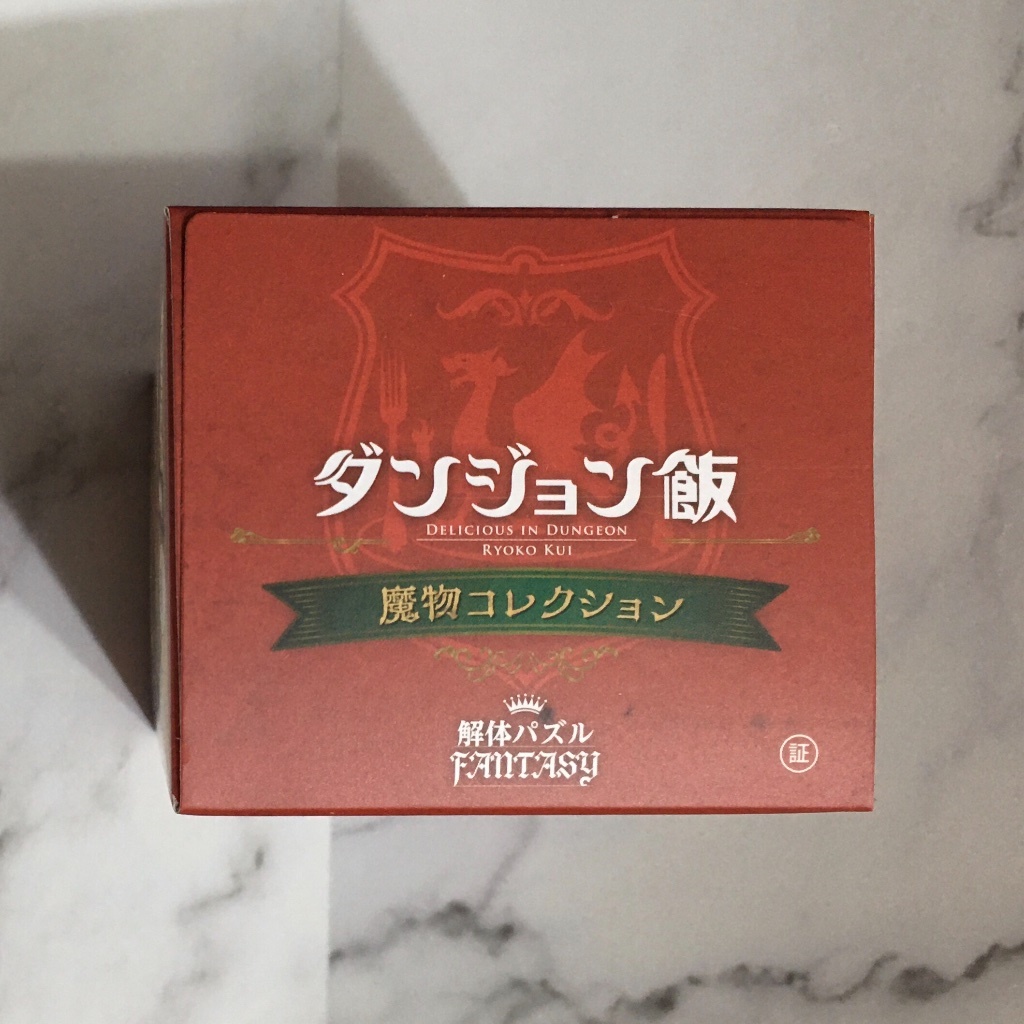 ダンジョン飯
DELICIOUS IN DUNGEON
RYOKO KUI
魔物コレクション
解体パズル
FANTASY
証